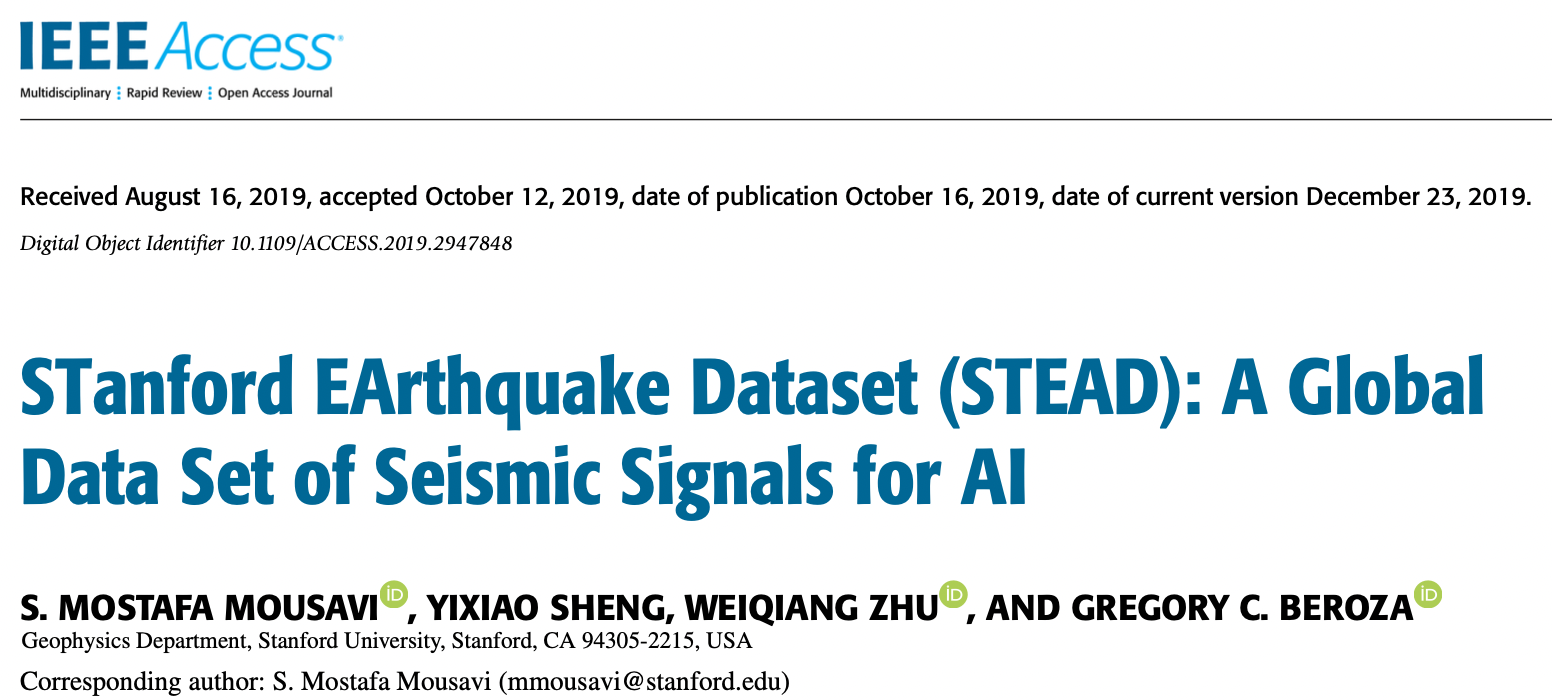 IEEE Access®
Multidisciplinary ⋮ Rapid Review ⋮ Open Access Journal
Received August 16, 2019, accepted October 12, 2019, date of publication October 16, 2019, date of current version December 23, 2019.
Digital Object Identifier 10.1109/ACCESS.2019.2947848
STanford EArthquake Dataset (STEAD): A Global
Data Set of Seismic Signals for AI
S. MOSTAFA MOUSAVI iD, YIXIAO SHENG, WEIQIANG ZHU iD, AND GREGORY C. BEROZA iD
Geophysics Department, Stanford University, Stanford, CA 94305-2215, USA
Corresponding author: S. Mostafa Mousavi (mmousavi@stanford.edu)